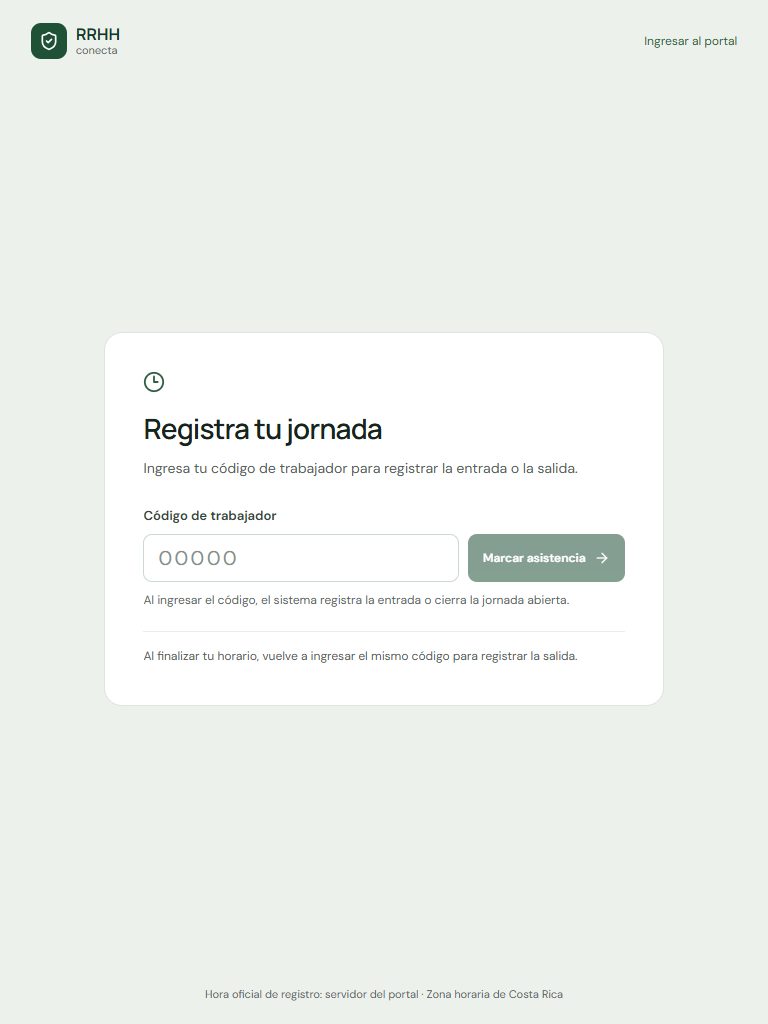 RRHH
conecta
Ingresar al portal
Registra tu jornada
Ingresa tu código de trabajador para registrar la entrada o la salida.
Código de trabajador
00000
Marcar asistencia
Al ingresar el código, el sistema registra la entrada o cierra la jornada abierta.
Al finalizar tu horario, vuelve a ingresar el mismo código para registrar la salida.
Hora oficial de registro: servidor del portal · Zona horaria de Costa Rica